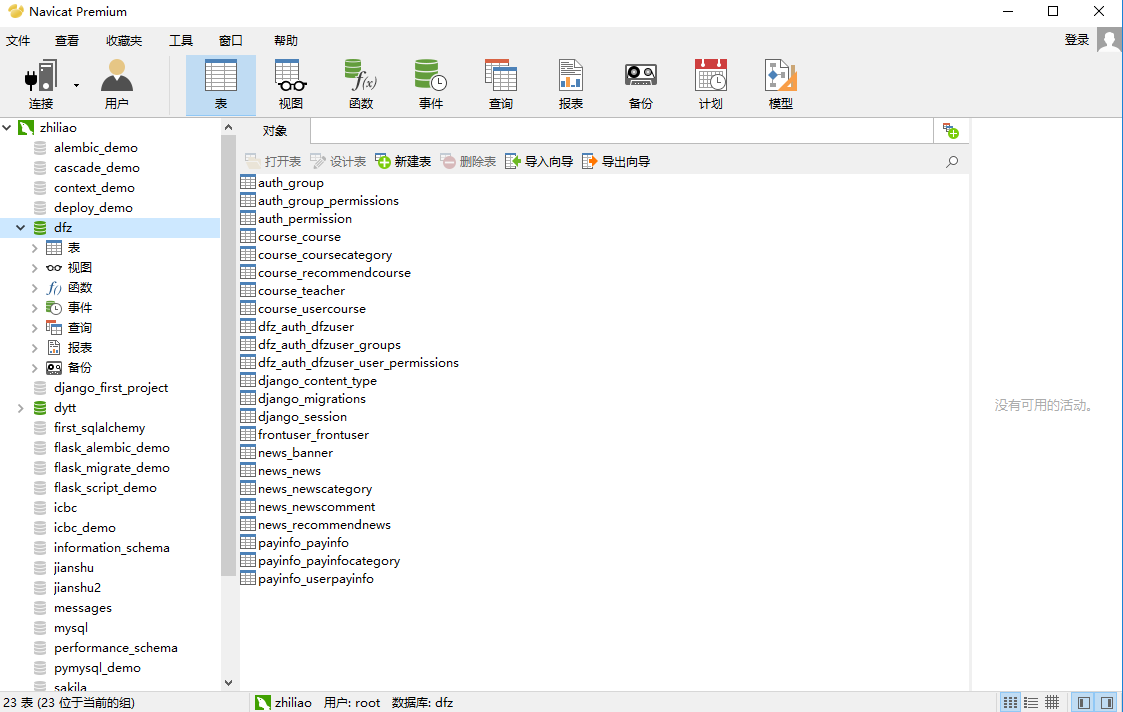 Navicat Premium
文件 查看 收藏夹 工具 窗口 帮助 登录
连接 用户 表 视图 函数 事件 查询 报表 备份 计划 模型
zhiliao
alembic_demo
cascade_demo
context_demo
deploy_demo
dfz
表
视图
函数
事件
查询
报表
备份
django_first_project
dytt
first_sqlalchemy
flask_alembic_demo
flask_migrate_demo
flask_script_demo
icbc
icbc_demo
information_schema
jianshu
jianshu2
messages
mysql
performance_schema
pymysql_demo
sakila
对象
打开表 设计表 新建表 删除表 导入向导 导出向导
auth_group
auth_group_permissions
auth_permission
course_course
course_coursecategory
course_recommendcourse
course_teacher
course_usercourse
dfz_auth_dfzuser
dfz_auth_dfzuser_groups
dfz_auth_dfzuser_user_permissions
django_content_type
django_migrations
django_session
frontuser_frontuser
news_banner
news_news
news_newscategory
news_newscomment
news_recommendnews
payinfo_payinfo
payinfo_payinfocategory
payinfo_userpayinfo
没有可用的活动。
23 表 (23 位于当前的组) zhiliao 用户: root 数据库: dfz